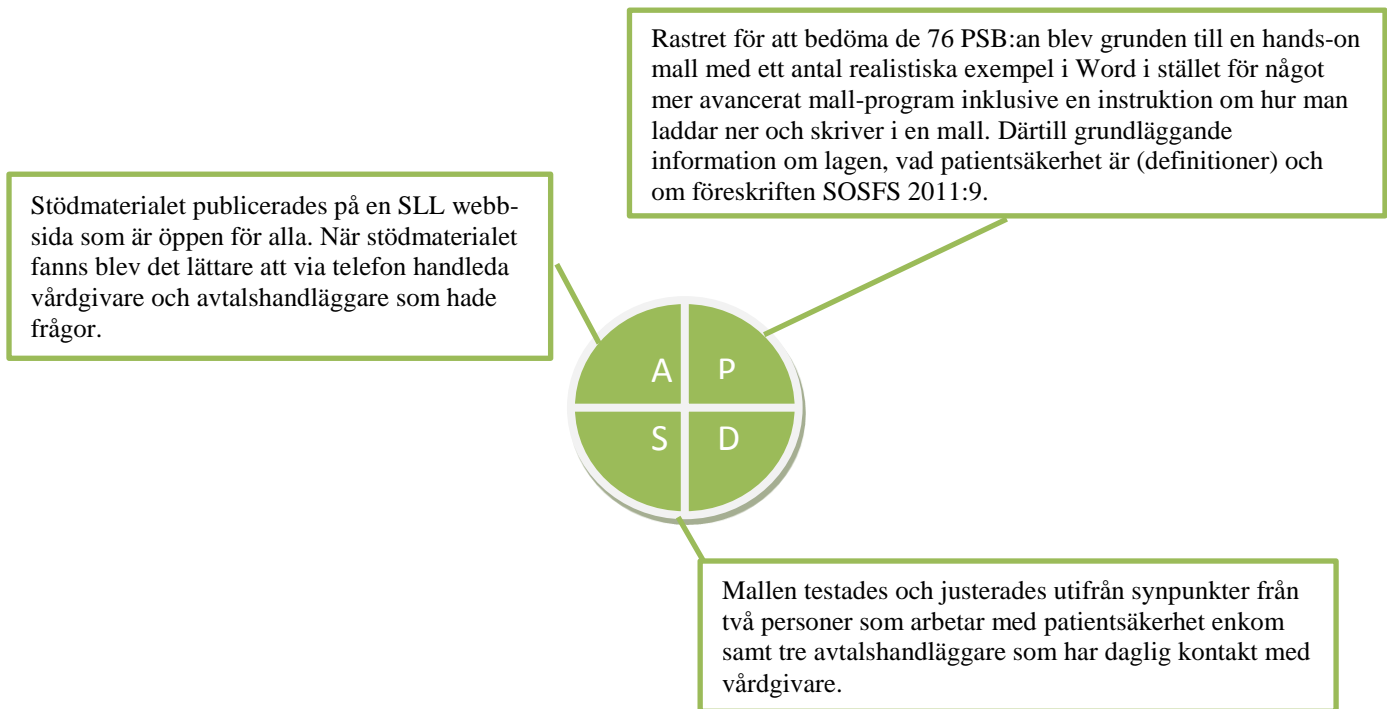 Rastret för att bedöma de 76 PSB:an blev grunden till en hands-on
mall med ett antal realistiska exempel i Word i stället för något
mer avancerat mall-program inklusive en instruktion om hur man
laddar ner och skriver i en mall. Därtill grundläggande
information om lagen, vad patientsäkerhet är (definitioner) och
om föreskriften SOSFS 2011:9.
Stödmaterialet publicerades på en SLL webb-
sida som är öppen för alla. När stödmaterialet
fanns blev det lättare att via telefon handleda
vårdgivare och avtalshandläggare som hade
frågor.
A P
S D
Mallen testades och justerades utifrån synpunkter från
två personer som arbetar med patientsäkerhet enkom
samt tre avtalshandläggare som har daglig kontakt med
vårdgivare.